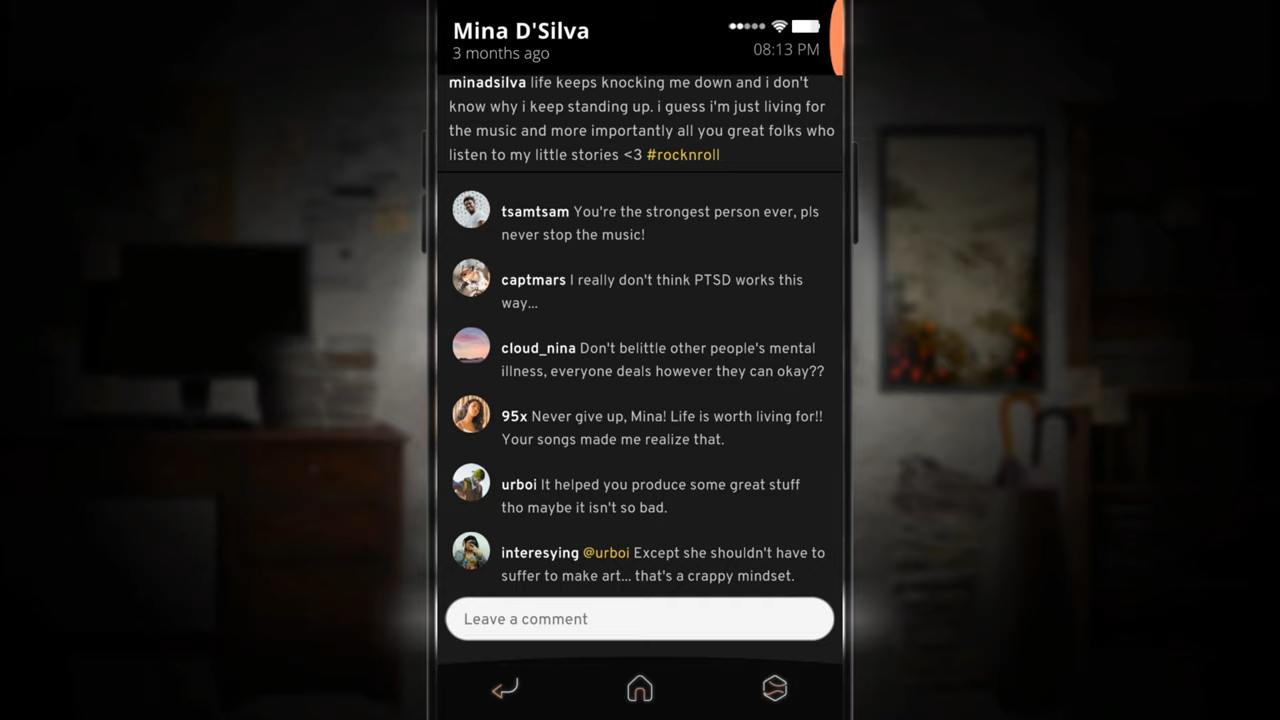 Mina D'Silva
3 months ago
08:13 PM
minadsilva life keeps knocking me down and i don't
know why i keep standing up. i guess i'm just living for
the music and more importantly all you great folks who
listen to my little stories <3 #rocknroll
tsamtsam You're the strongest person ever, pls
never stop the music!
captmars I really don't think PTSD works this
way...
cloud_nina Don't belittle other people's mental
illness, everyone deals however they can okay??
95x Never give up, Mina! Life is worth living for!!
Your songs made me realize that.
urboi It helped you produce some great stuff
tho maybe it isn't so bad.
interesying @urboi Except she shouldn't have to
suffer to make art... that's a crappy mindset.
Leave a comment